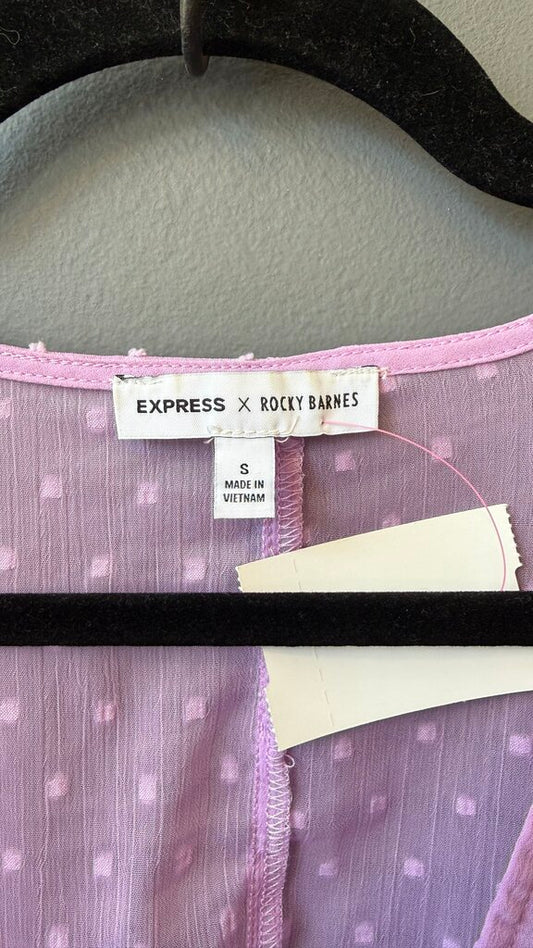 EXPRESS X ROCKY BARNES
S
MADE IN
VIETNAM